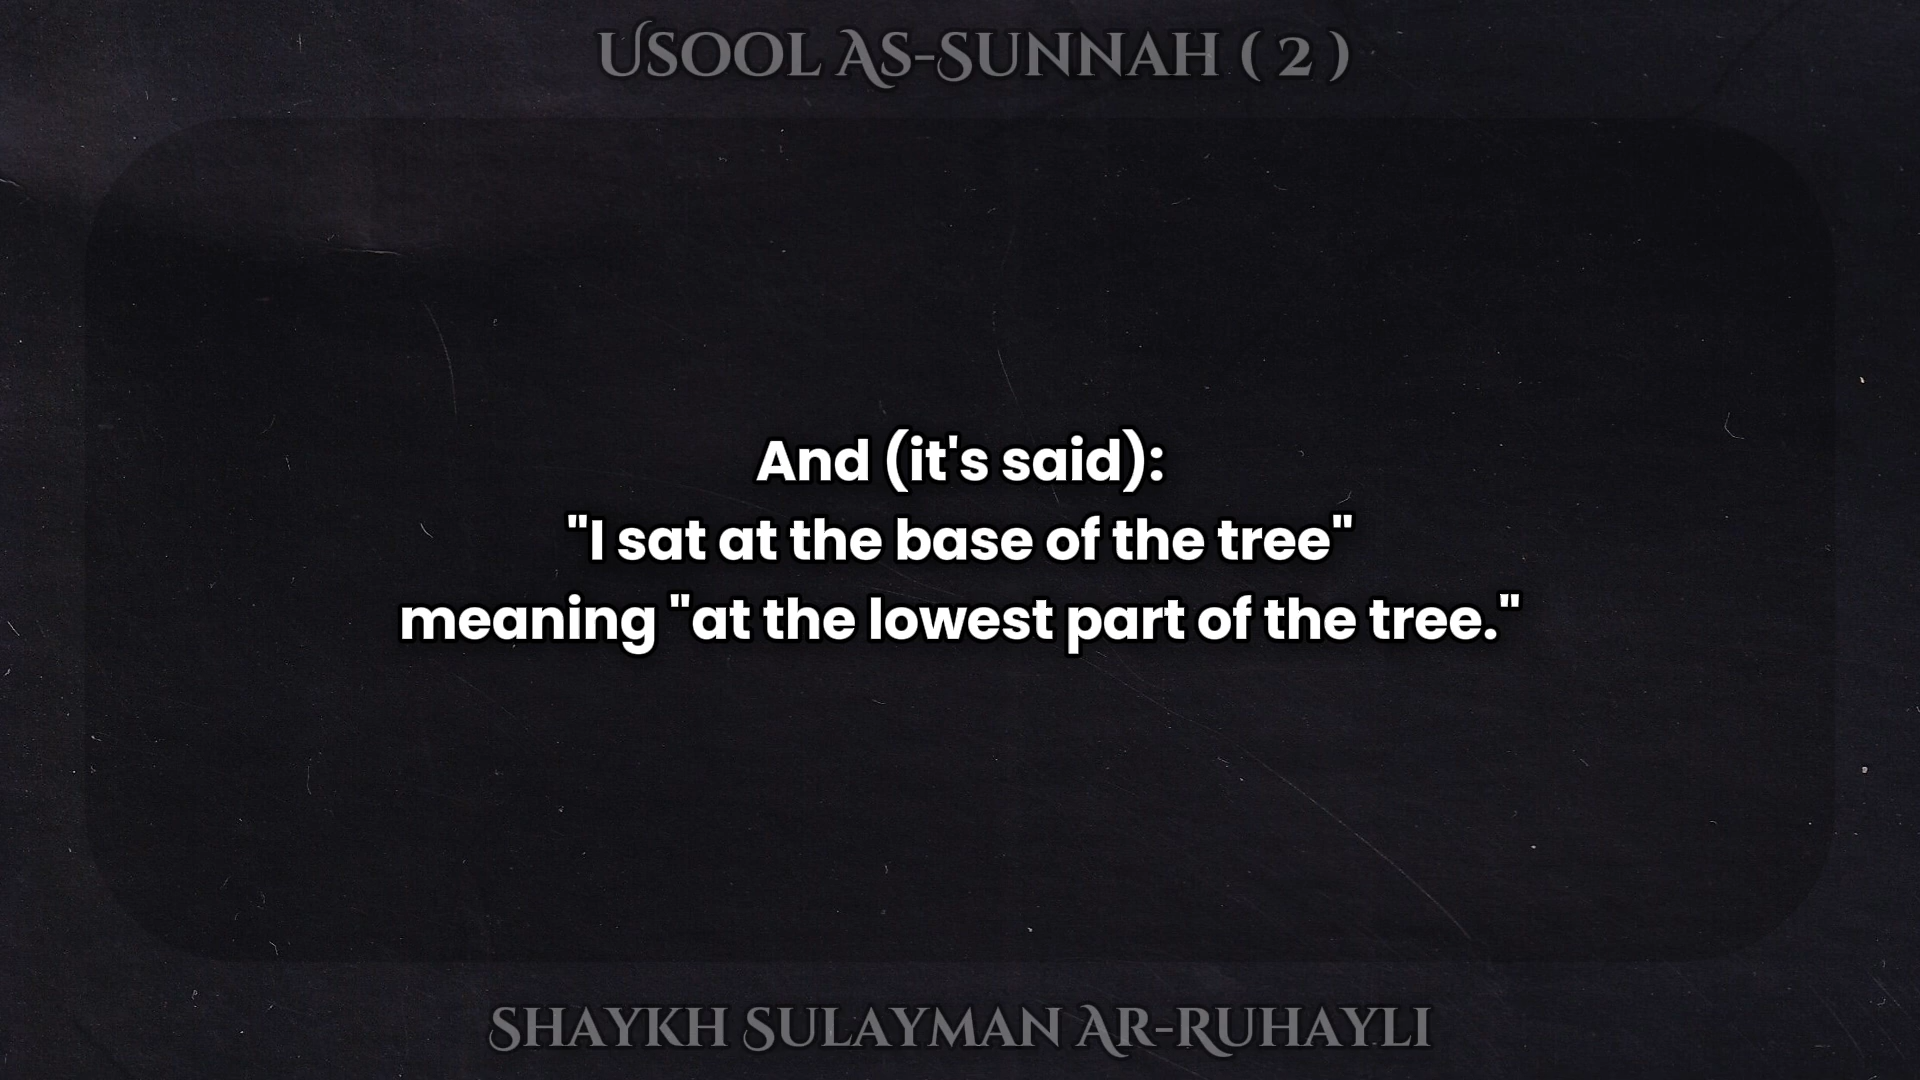 Usool As-Sunnah ( 2 )
And (it's said):
"I sat at the base of the tree"
meaning "at the lowest part of the tree."
Shaykh Sulayman Ar-Ruhayli